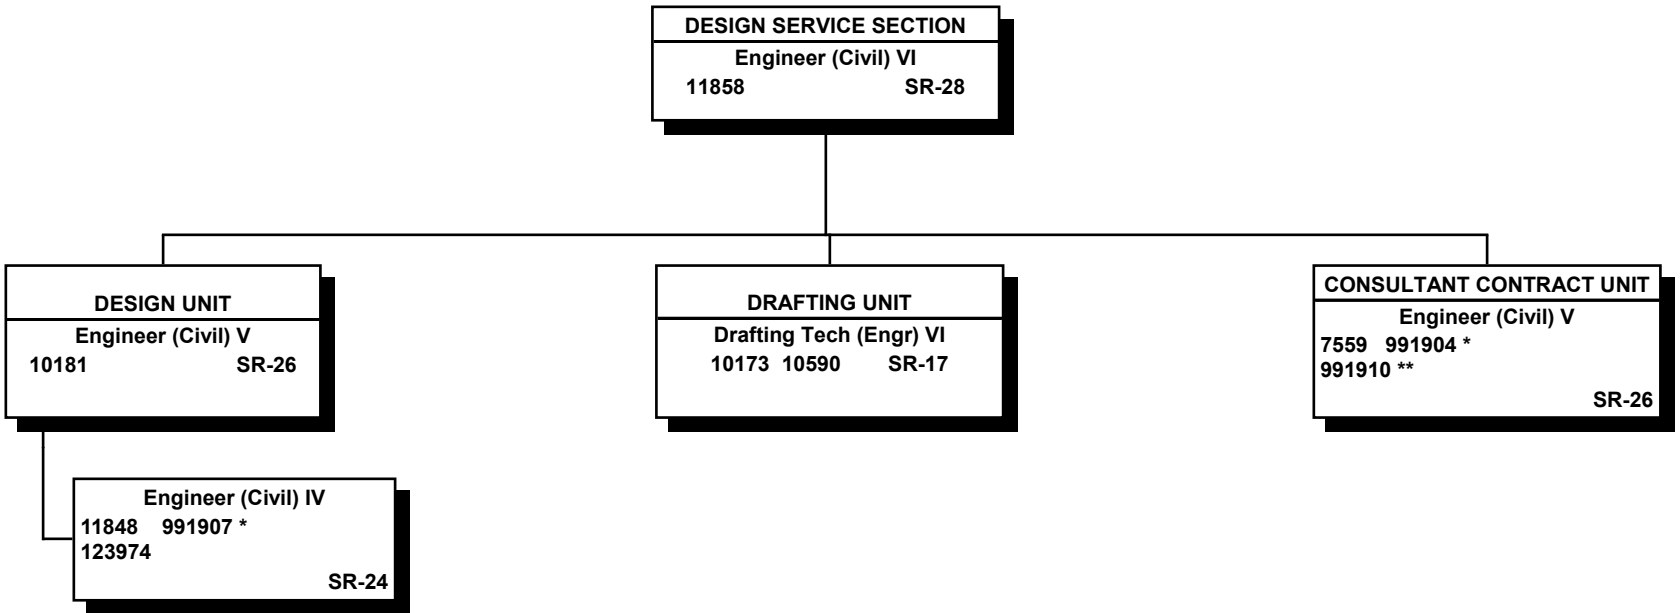 DESIGN SERVICE SECTION
Engineer (Civil) VI
11858 SR-28
DESIGN UNIT
Engineer (Civil) V
10181 SR-26
Engineer (Civil) IV
11848 991907 *
123974
SR-24
DRAFTING UNIT
Drafting Tech (Engr) VI
10173 10590 SR-17
CONSULTANT CONTRACT UNIT
Engineer (Civil) V
7559 991904 *
991910 **
SR-26